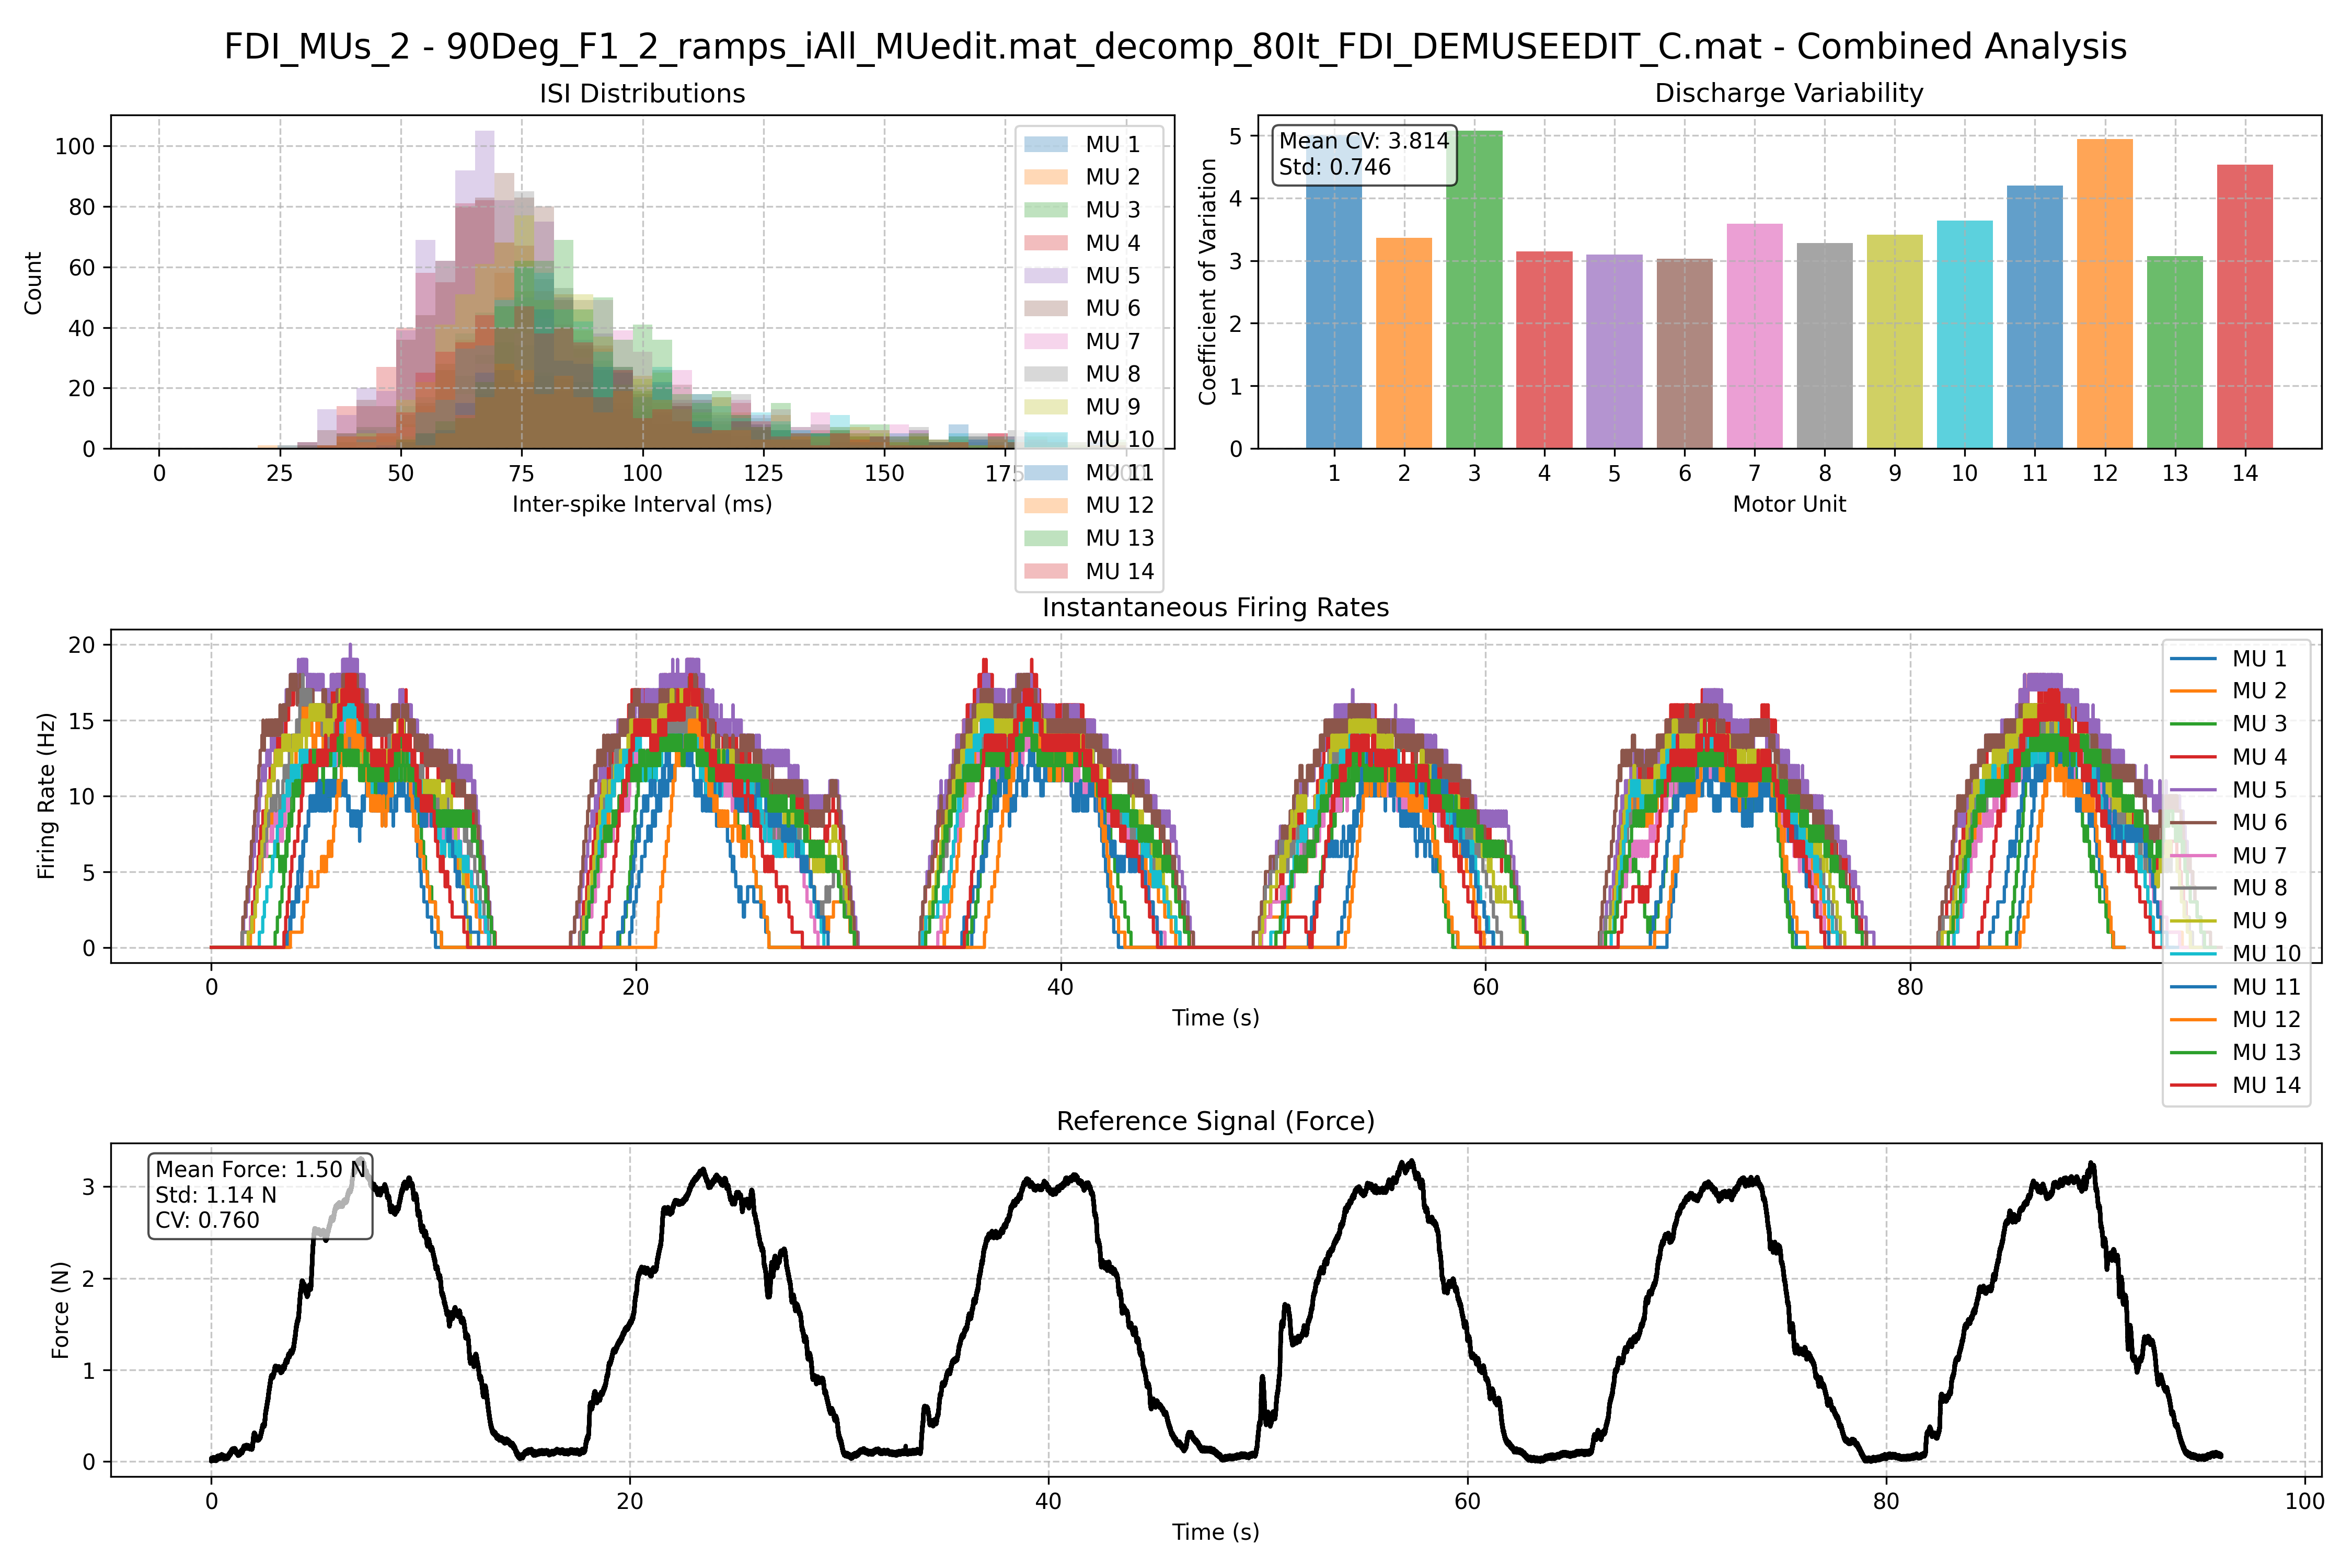 FDI_MUs_2 - 90Deg_F1_2_ramps_iAll_MUedit.mat_decomp_80It_FDI_DEMUSEEDIT_C.mat - Combined Analysis
ISI Distributions
Count
100
80
60
40
20
0
0 25 50 75 100 125 150 175 200
Inter-spike Interval (ms)
MU 1
MU 2
MU 3
MU 4
MU 5
MU 6
MU 7
MU 8
MU 9
MU 10
MU 11
MU 12
MU 13
MU 14
Discharge Variability
Coefficient of Variation
5
4
3
2
1
0
Mean CV: 3.814
Std: 0.746
1 2 3 4 5 6 7 8 9 10 11 12 13 14
Motor Unit
Instantaneous Firing Rates
Firing Rate (Hz)
20
15
10
5
0
0 20 40 60 80
Time (s)
MU 1
MU 2
MU 3
MU 4
MU 5
MU 6
MU 7
MU 8
MU 9
MU 10
MU 11
MU 12
MU 13
MU 14
Reference Signal (Force)
Force (N)
3
2
1
0
Mean Force: 1.50 N
Std: 1.14 N
CV: 0.760
0 20 40 60 80 100
Time (s)